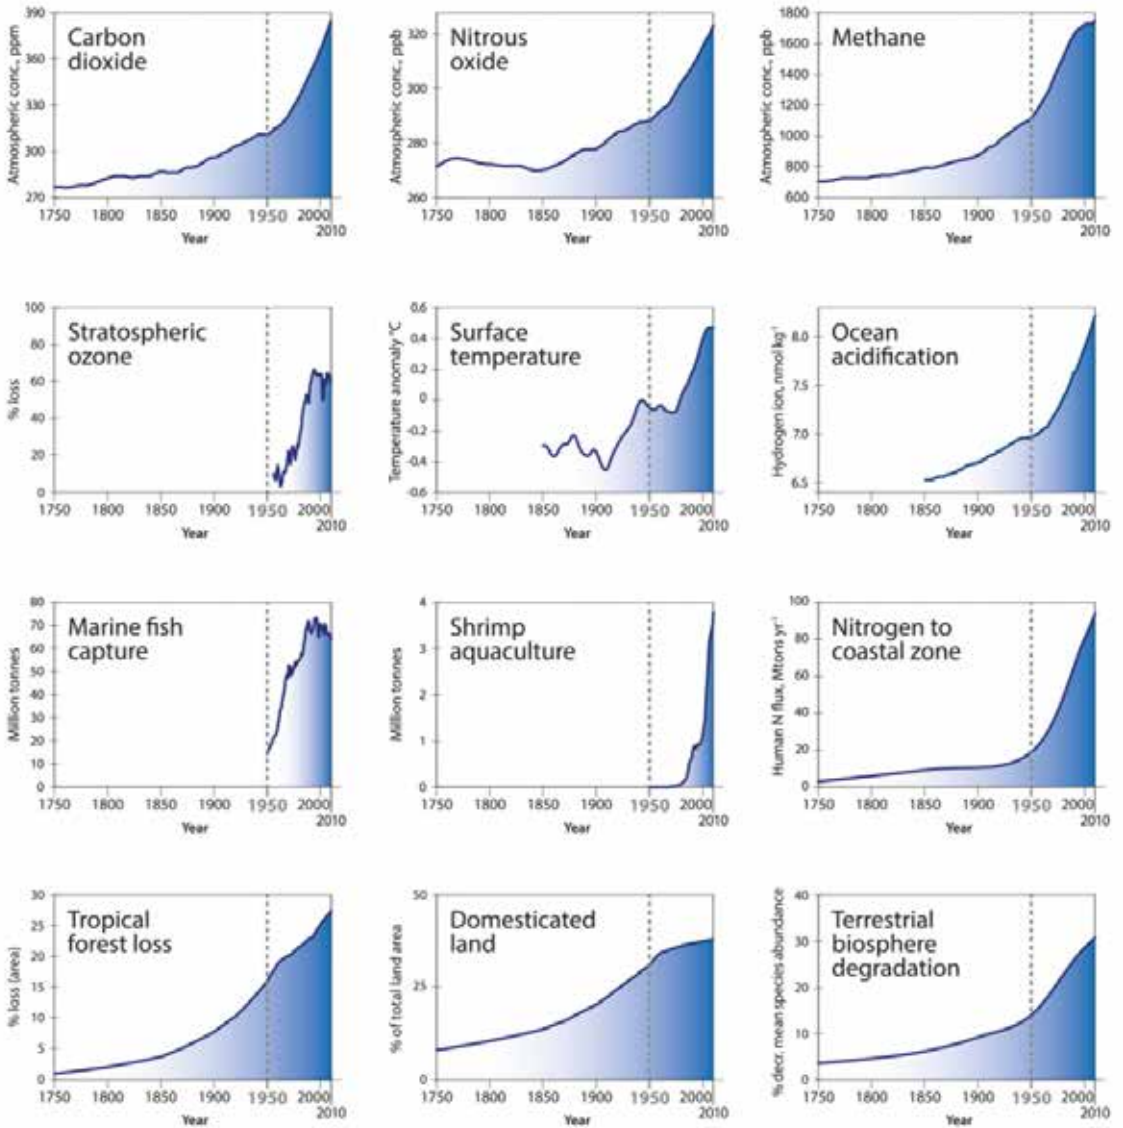 Carbon
dioxide
Atmospheric conc., ppm
390
360
330
300
270
1750 1800 1850 1900 1950 2000
2010
Year
Nitrous
oxide
Atmospheric conc., ppb
320
300
280
260
1750 1800 1850 1900 1950 2000
2010
Year
Methane
Atmospheric conc., ppb
1800
1600
1400
1200
1000
800
600
1750 1800 1850 1900 1950 2000
2010
Year
Stratospheric
ozone
% loss
100
80
60
40
20
0
1750 1800 1850 1900 1950 2000
2010
Year
Surface
temperature
Temperature anomaly °C
0.6
0.4
0.2
0
-0.2
-0.4
-0.6
1750 1800 1850 1900 1950 2000
2010
Year
Ocean
acidification
Hydrogen ion, nmol kg⁻¹
8.0
7.5
7.0
6.5
1750 1800 1850 1900 1950 2000
2010
Year
Marine fish
capture
Million tonnes
80
70
60
50
40
30
20
10
0
1750 1800 1850 1900 1950 2000
2010
Year
Shrimp
aquaculture
Million tonnes
4
3
2
1
0
1750 1800 1850 1900 1950 2000
2010
Year
Nitrogen to
coastal zone
Human N flux, Mtons yr⁻¹
100
80
60
40
20
0
1750 1800 1850 1900 1950 2000
2010
Year
Tropical
forest loss
% loss (area)
30
25
20
15
10
5
0
1750 1800 1850 1900 1950 2000
2010
Year
Domesticated
land
% of total land area
50
25
0
1750 1800 1850 1900 1950 2000
2010
Year
Terrestrial
biosphere
degradation
% decr. mean species abundance
40
30
20
10
0
1750 1800 1850 1900 1950 2000
2010
Year